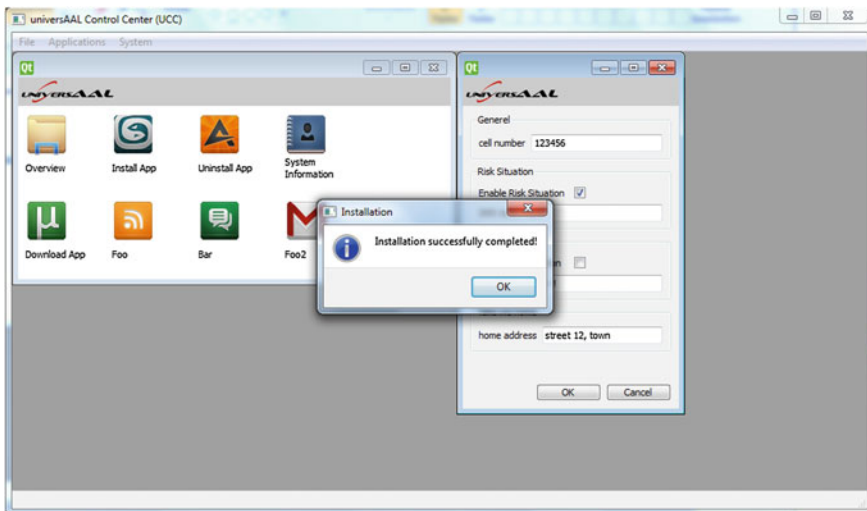 universAAL Control Center (UCC)
File Applications System
UNIVERSAAL
Overview
Install App
Uninstall App
System
Information
Download App
Foo
Bar
Foo2
UNIVERSAAL
Generel
cell number 123456
Risk Situation
Enable Risk Situation
Installation
Installation successfully completed!
OK
home address street 12, town
OK Cancel